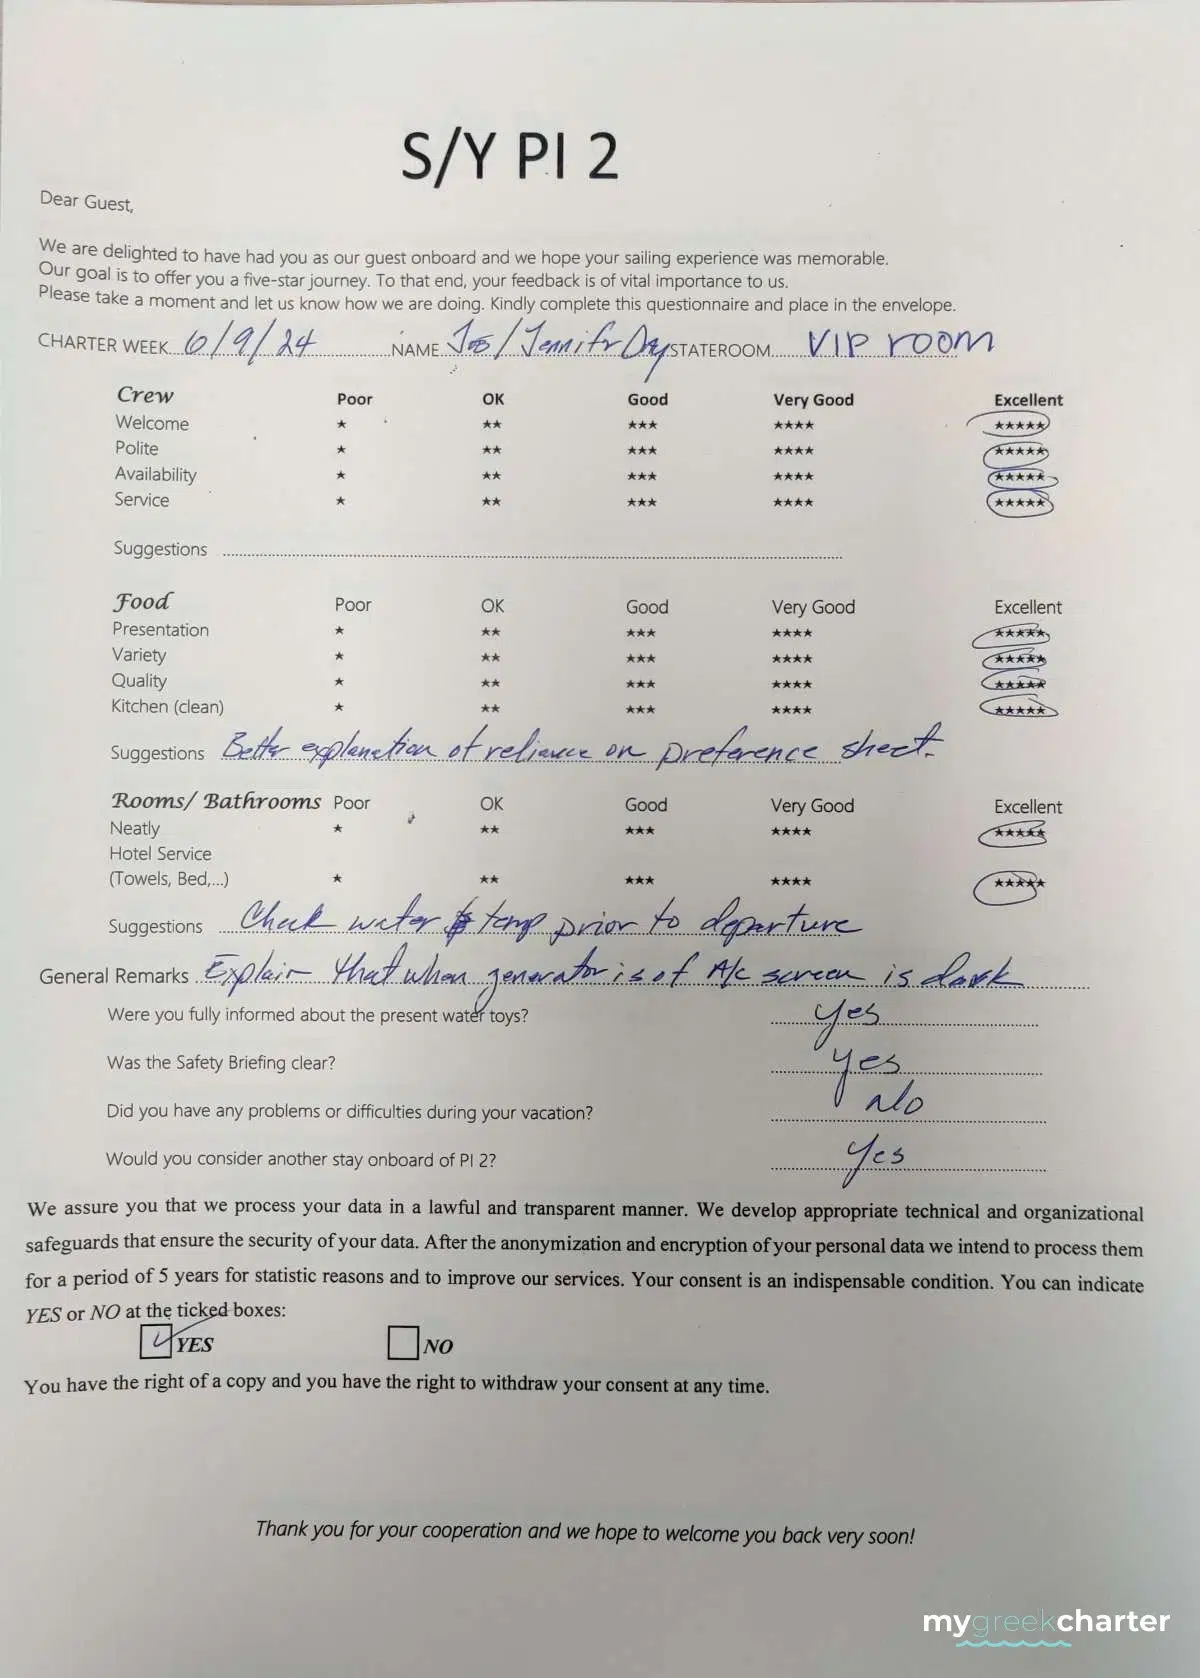 S/Y PI 2
Dear Guest,
We are delighted to have had you as our guest onboard and we hope your sailing experience was memorable.
Our goal is to offer you a five-star journey. To that end, your feedback is of vital importance to us.
Please take a moment and let us know how we are doing. Kindly complete this questionnaire and place in the envelope.
CHARTER WEEK 6/9/24 NAME Joe/Jennifr Day STATEROOM VIP room
Crew Poor OK Good Very Good Excellent
Welcome ★ ★★ ★★★ ★★★★ ★★★★★
Polite ★ ★★ ★★★ ★★★★ ★★★★★
Availability ★ ★★ ★★★ ★★★★ ★★★★★
Service ★ ★★ ★★★ ★★★★ ★★★★★
Suggestions
Food Poor OK Good Very Good Excellent
Presentation ★ ★★ ★★★ ★★★★ ★★★★★
Variety ★ ★★ ★★★ ★★★★ ★★★★★
Quality ★ ★★ ★★★ ★★★★ ★★★★★
Kitchen (clean) ★ ★★ ★★★ ★★★★ ★★★★★
Suggestions Better explanation of reliance on preference sheet.
Rooms/ Bathrooms Poor OK Good Very Good Excellent
Neatly ★ ★★ ★★★ ★★★★ ★★★★★
Hotel Service
(Towels, Bed,...) ★ ★★ ★★★ ★★★★ ★★★★★
Suggestions Check water temp prior to departure
General Remarks Explain that when generator is of A/c screen is dark
Were you fully informed about the present water toys? yes
Was the Safety Briefing clear? yes
Did you have any problems or difficulties during your vacation? No
Would you consider another stay onboard of PI 2? Yes
We assure you that we process your data in a lawful and transparent manner. We develop appropriate technical and organizational
safeguards that ensure the security of your data. After the anonymization and encryption of your personal data we intend to process them
for a period of 5 years for statistic reasons and to improve our services. Your consent is an indispensable condition. You can indicate
YES or NO at the ticked boxes:
YES NO
You have the right of a copy and you have the right to withdraw your consent at any time.
Thank you for your cooperation and we hope to welcome you back very soon!
mygreekcharter